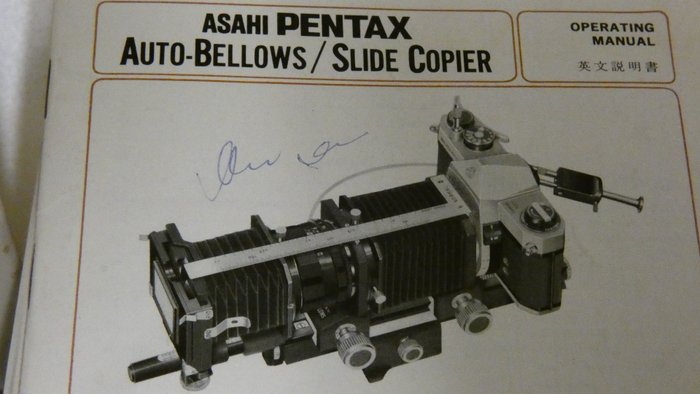 ASAHI PENTAX
AUTO-BELLOWS / SLIDE COPIER
OPERATING
MANUAL
英文説明書